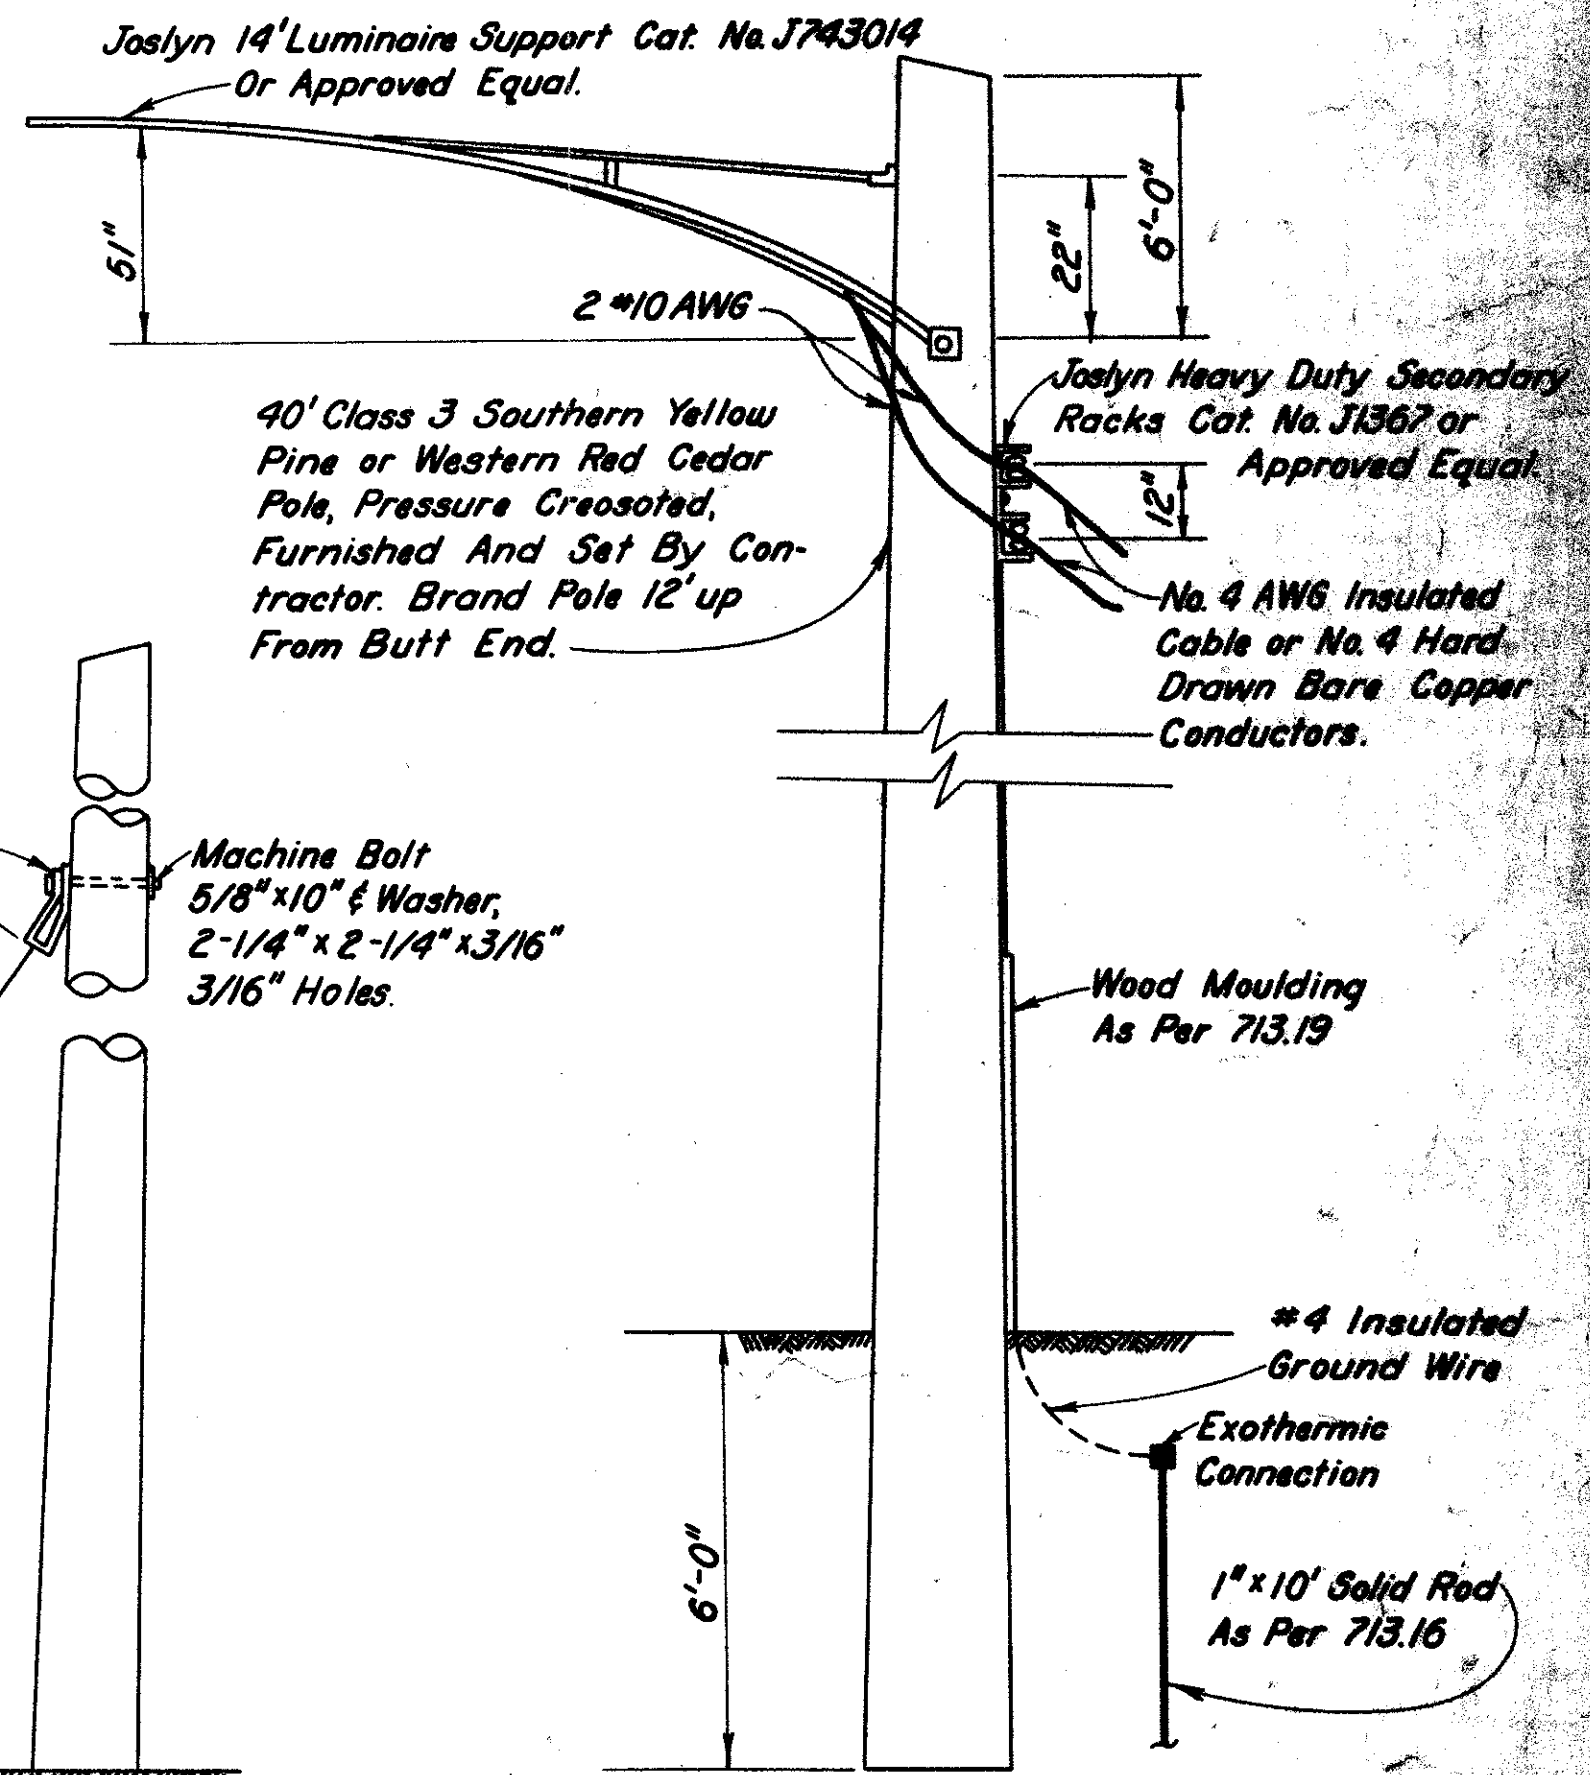 Joslyn 14' Luminaire Support Cat. No. J743014
Or Approved Equal.
51"
22"
6'-0"
2 #10 AWG
Joslyn Heavy Duty Secondary
Racks Cat. No. J1367 or
Approved Equal.
12"
40' Class 3 Southern Yellow
Pine or Western Red Cedar
Pole, Pressure Creosoted,
Furnished And Set By Con-
tractor. Brand Pole 12' up
From Butt End.
No. 4 AWG Insulated
Cable or No. 4 Hard
Drawn Bare Copper
Conductors.
Machine Bolt
5/8" x 10" & Washer,
2-1/4" x 2-1/4" x 3/16"
3/16" Holes.
Wood Moulding
As Per 713.19
#4 Insulated
Ground Wire
Exothermic
Connection
6'-0"
1" x 10' Solid Rod
As Per 713.16